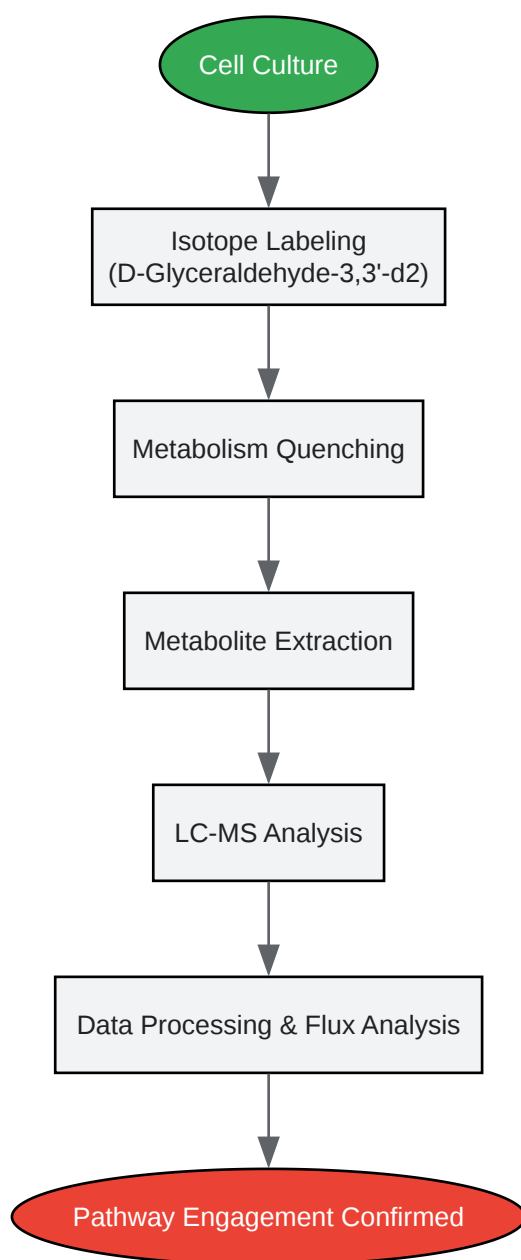 Cell Culture
Isotope Labeling
(D-Glyceraldehyde-3,3'-d2)
Metabolism Quenching
Metabolite Extraction
LC-MS Analysis
Data Processing & Flux Analysis
Pathway Engagement Confirmed